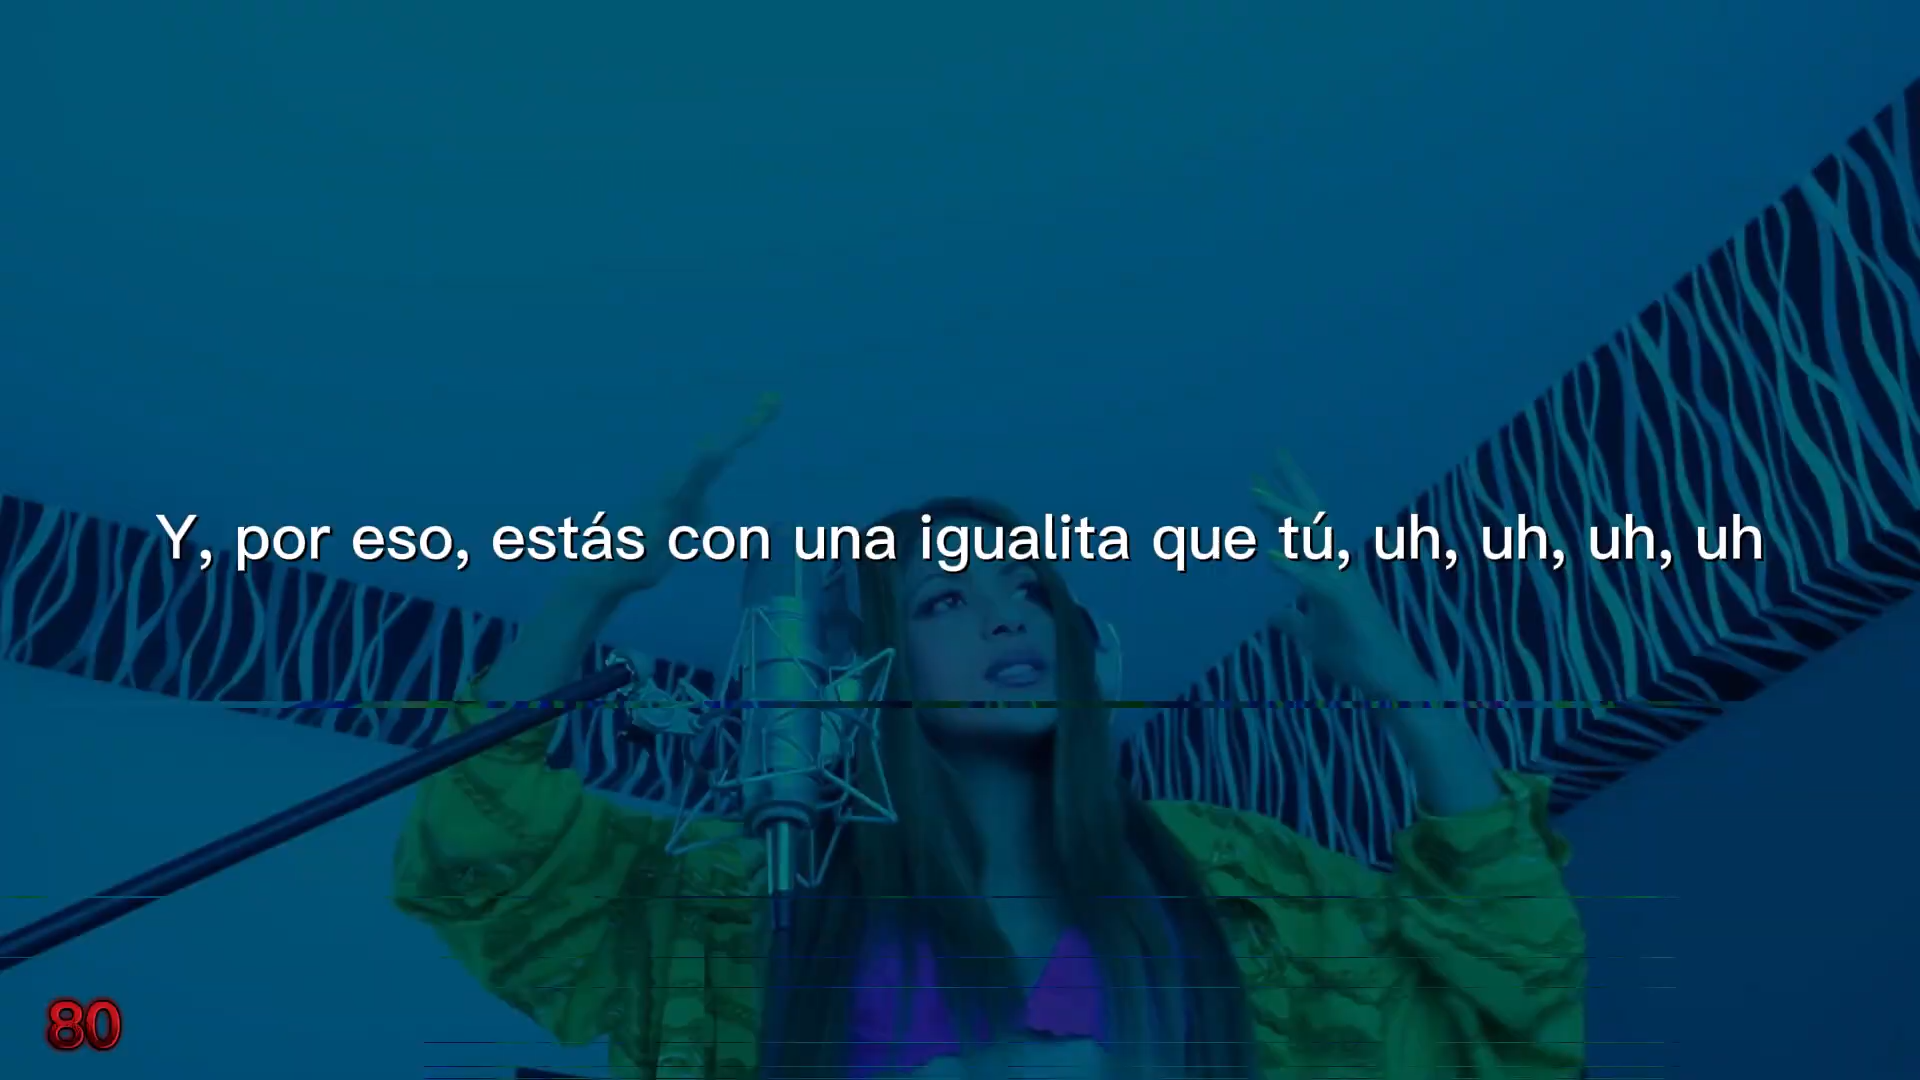 Y, por eso, estás con una igualita que tú, uh, uh, uh, uh
80